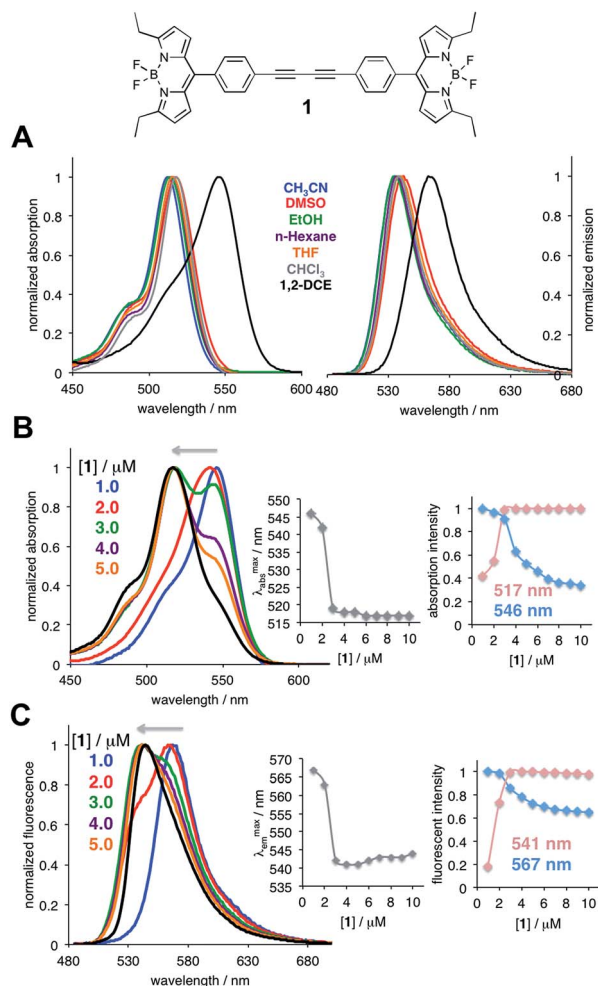 F
B
N
N
F
N
B
N
F
F
1
A
normalized absorption
1
0.8
0.6
0.4
0.2
0
450
500
550
600
wavelength / nm
CH3CN
DMSO
EtOH
n-Hexane
THF
CHCl3
1,2-DCE
1
0.8
0.6
0.4
0.2
0
normalized emission
480
530
580
630
680
wavelength / nm
B
normalized absorption
1
0.8
0.6
0.4
0.2
0
[1] / μM
1.0
2.0
3.0
4.0
5.0
450
500
550
600
wavelength / nm
λabs max / nm
550
545
540
535
530
525
520
515
0 2 4 6 8 10
[1] / μM
absorption intensity
1
0.8
0.6
0.4
0.2
0
517 nm
546 nm
0 2 4 6 8 10
[1] / μM
C
normalized fluorescence
1
0.8
0.6
0.4
0.2
0
[1] / μM
1.0
2.0
3.0
4.0
5.0
480
530
580
630
680
wavelength / nm
λem max / nm
570
565
560
555
550
545
540
535
0 2 4 6 8 10
[1] / μM
fluorescent intensity
1
0.8
0.6
0.4
0.2
0
541 nm
567 nm
0 2 4 6 8 10
[1] / μM